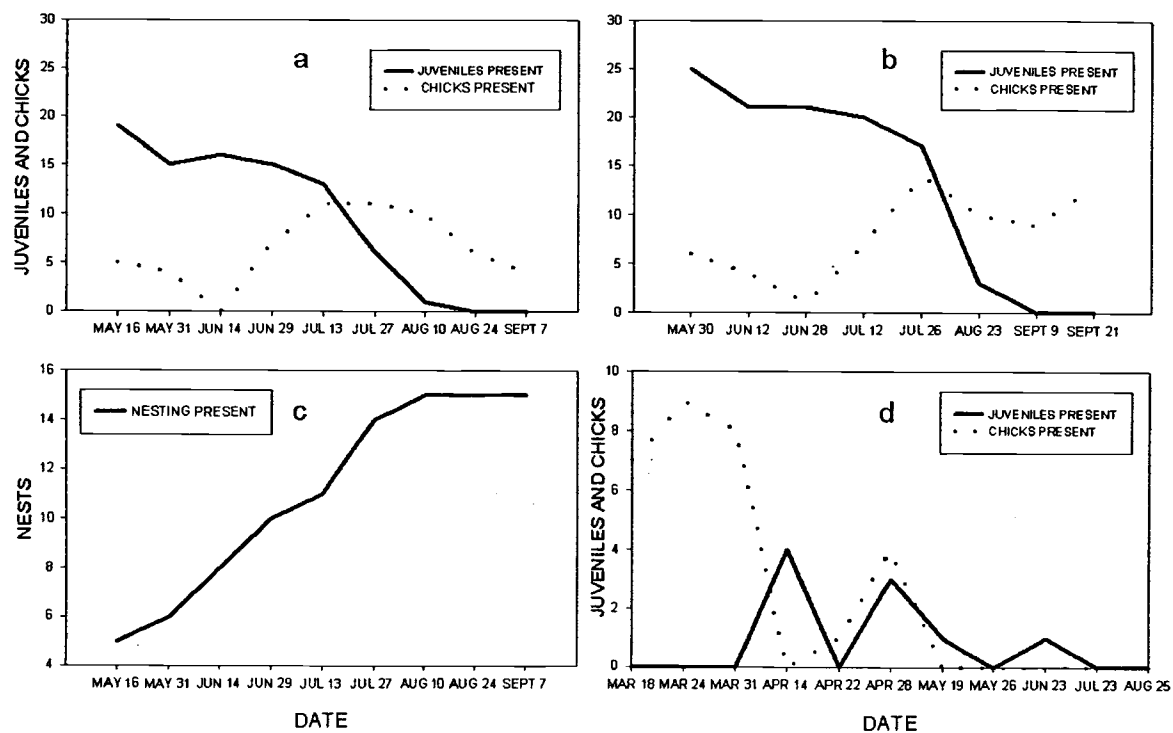 a
JUVENILES PRESENT
CHICKS PRESENT
JUVENILES AND CHICKS
30
25
20
15
10
5
0
MAY 16 MAY 31 JUN 14 JUN 29 JUL 13 JUL 27 AUG 10 AUG 24 SEPT 7
b
JUVENILES PRESENT
CHICKS PRESENT
30
25
20
15
10
5
0
MAY 30 JUN 12 JUN 28 JUL 12 JUL 26 AUG 23 SEPT 9 SEPT 21
c
NESTING PRESENT
NESTS
16
14
12
10
8
6
4
MAY 16 MAY 31 JUN 14 JUN 29 JUL 13 JUL 27 AUG 10 AUG 24 SEPT 7
DATE
d
JUVENILES PRESENT
CHICKS PRESENT
JUVENILES AND CHICKS
10
8
6
4
2
0
MAR 18 MAR 24 MAR 31 APR 14 APR 22 APR 28 MAY 19 MAY 26 JUN 23 JUL 23 AUG 25
DATE